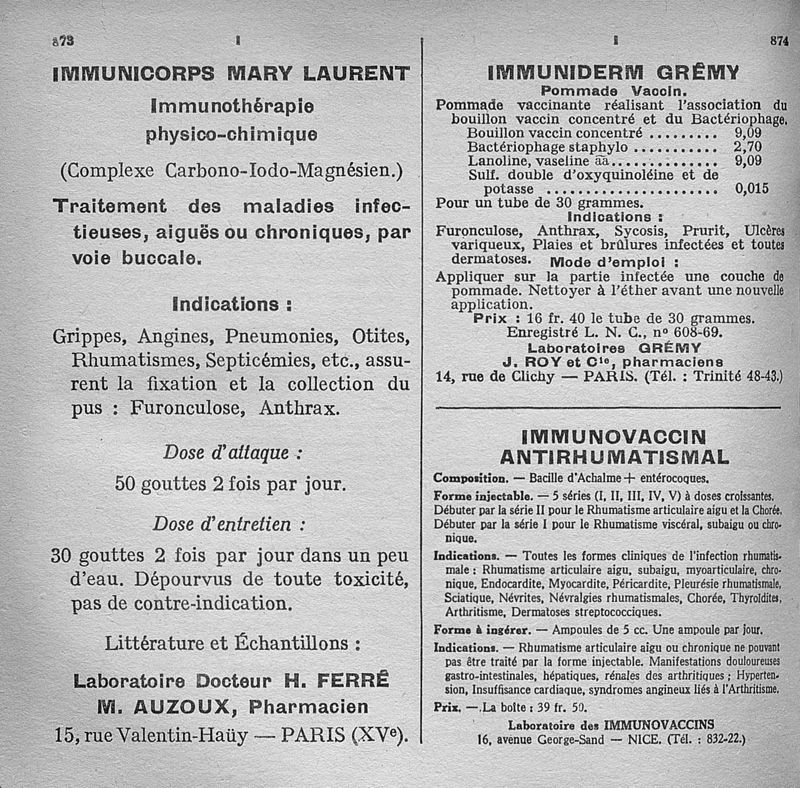 873 I
IMMUNICORPS MARY LAURENT
Immunothérapie
physico-chimique
(Complexe Carbono-Iodo-Magnésien.)
Traitement des maladies infec-
tieuses, aiguës ou chroniques, par
voie buccale.
Indications :
Grippes, Angines, Pneumonies, Otites,
Rhumatismes, Septicémies, etc., assu-
rent la fixation et la collection du
pus : Furonculose, Anthrax.
Dose d'attaque :
50 gouttes 2 fois par jour.
Dose d'entretien :
30 gouttes 2 fois par jour dans un peu
d'eau. Dépourvus de toute toxicité,
pas de contre-indication.
Littérature et Échantillons :
Laboratoire Docteur H. FERRÊ
M. AUZOUX, Pharmacien
15, rue Valentin-Haüy — PARIS (XVe).
I 874
IMMUNIDERM GRÊMY
Pommade Vaccin.
Pommade vaccinante réalisant l'association du
bouillon vaccin concentré et du Bactériophage.
Bouillon vaccin concentré ......... 9,09
Bactériophage staphylo ........... 2,70
Lanoline, vaseline āā.............. 9,09
Sulf. double d'oxyquinoléine et de
potasse ...................... 0,015
Pour un tube de 30 grammes.
Indications :
Furonculose, Anthrax, Sycosis, Prurit, Ulcères
variqueux, Plaies et brûlures infectées et toutes
dermatoses. Mode d'emploi :
Appliquer sur la partie infectée une couche de
pommade. Nettoyer à l'éther avant une nouvelle
application.
Prix : 16 fr. 40 le tube de 30 grammes.
Enregistré L. N. C., nº 608-69.
Laboratoires GRÉMY
J. ROY et Cie, pharmaciens
14, rue de Clichy — PARIS. (Tél. : Trinité 48-43.)
IMMUNOVACCIN
ANTIRHUMATISMAL
Composition. — Bacille d'Achalme + entérocoques.
Forme injectable. — 5 séries (I, II, III, IV, V) à doses croissantes.
Débuter par la série II pour le Rhumatisme articulaire aigu et la Chorée.
Débuter par la série I pour le Rhumatisme viscéral, subaigu ou chro-
nique.
Indications. — Toutes les formes cliniques de l'infection rhumatis-
male : Rhumatisme articulaire aigu, subaigu, myoarticulaire, chro-
nique, Endocardite, Myocardite, Péricardite, Pleurésie rhumatismale,
Sciatique, Névrites, Névralgies rhumatismales, Chorée, Thyroïdites,
Arthritisme, Dermatoses streptococciques.
Forme à ingérer. — Ampoules de 5 cc. Une ampoule par jour.
Indications. — Rhumatisme articulaire aigu ou chronique ne pouvant
pas être traité par la forme injectable. Manifestations douloureuses
gastro-intestinales, hépatiques, rénales des arthritiques ; Hyperten-
sion, Insuffisance cardiaque, syndromes angineux liés à l'Arthritisme.
Prix. —.La boîte : 39 fr. 50.
Laboratoire des IMMUNOVACCINS
16, avenue George-Sand — NICE. (Tél. : 832-22.)